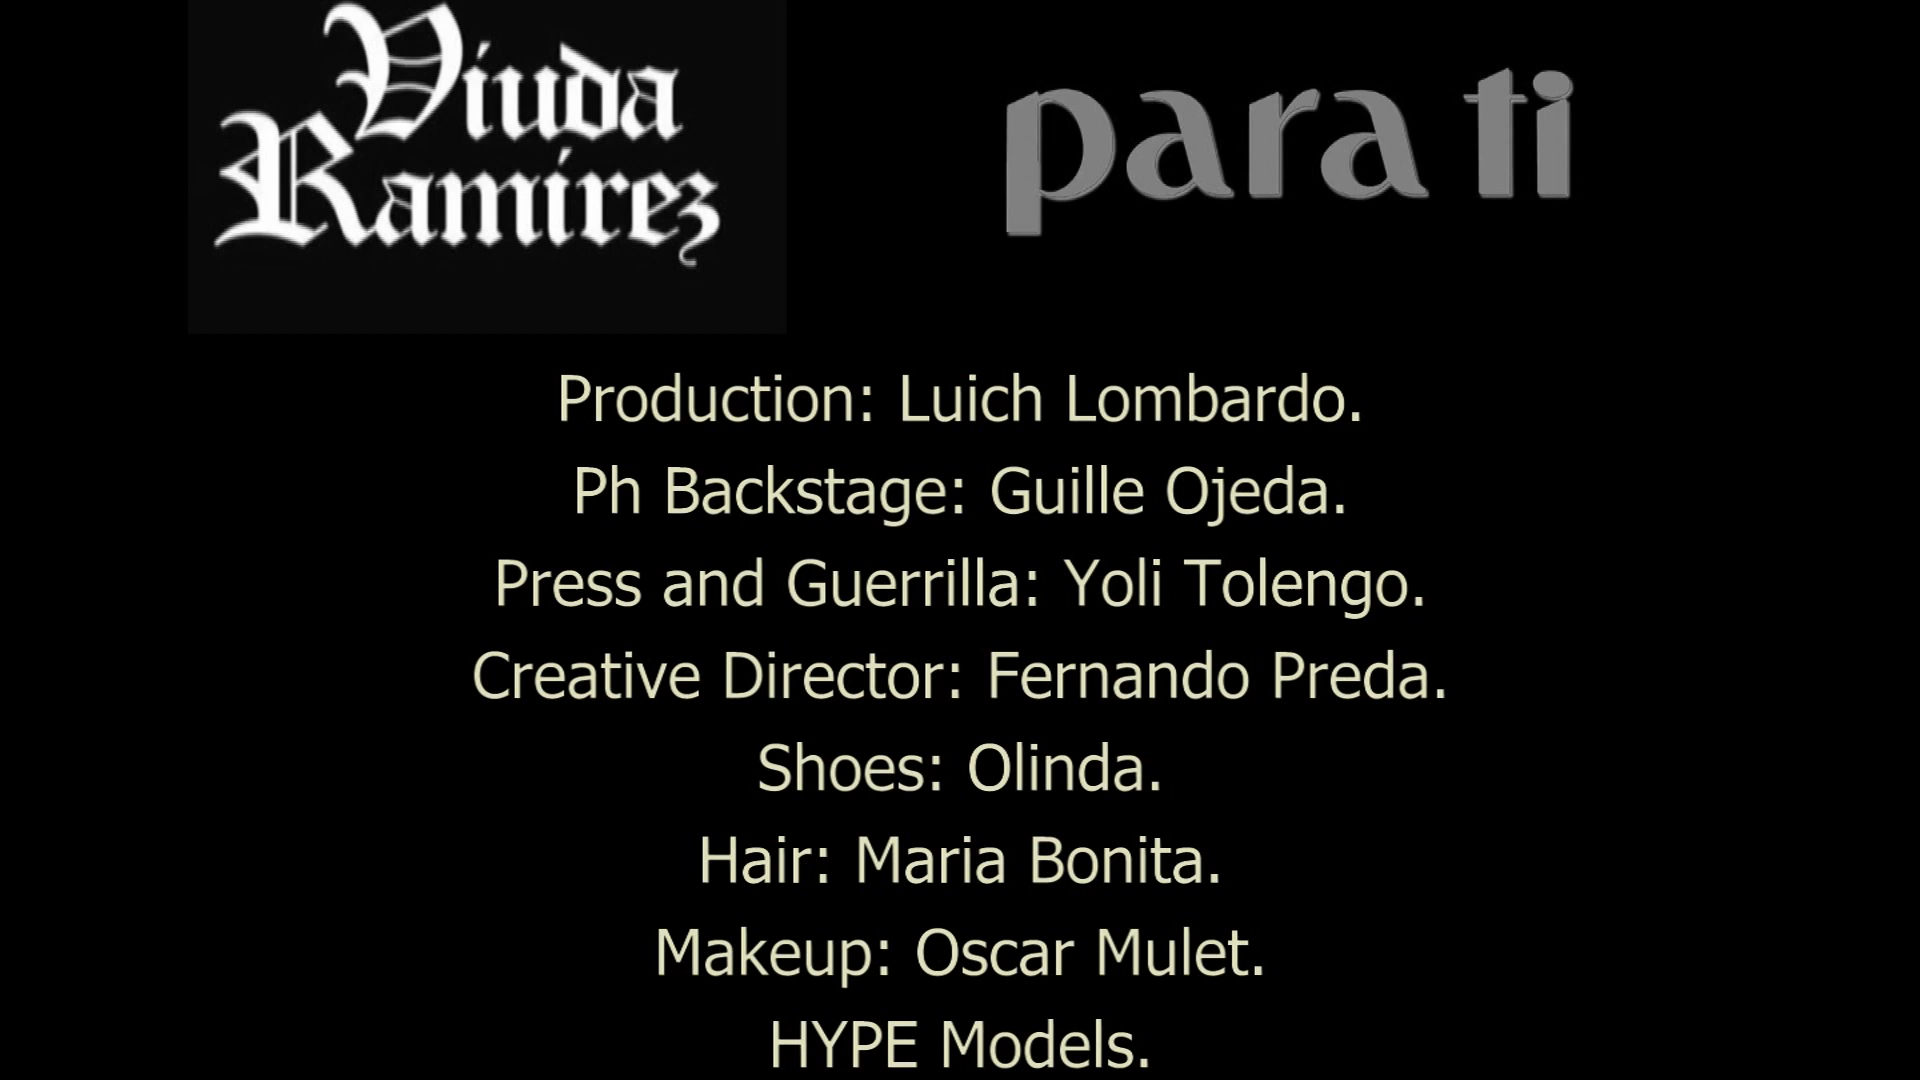 Viuda
Ramírez
para ti
Production: Luich Lombardo.
Ph Backstage: Guille Ojeda.
Press and Guerrilla: Yoli Tolengo.
Creative Director: Fernando Preda.
Shoes: Olinda.
Hair: Maria Bonita.
Makeup: Oscar Mulet.
HYPE Models.